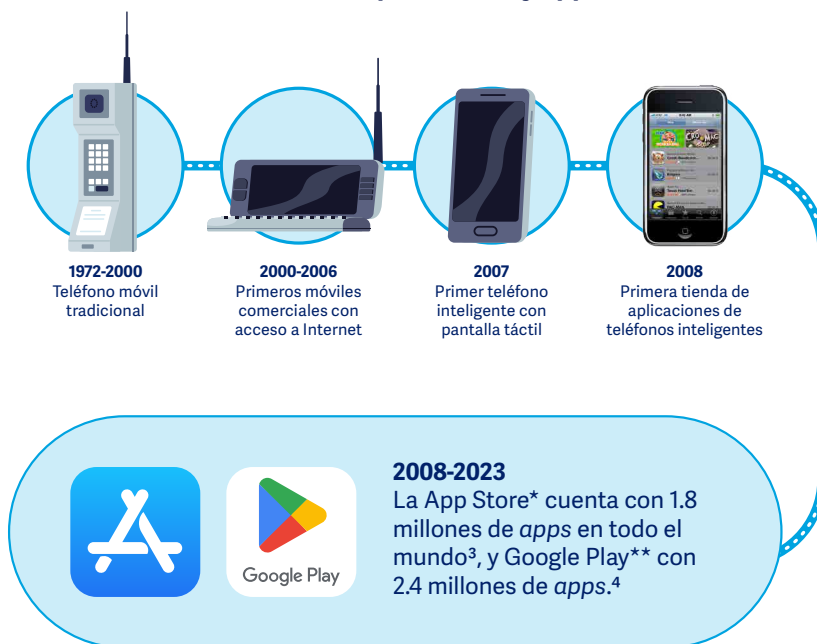 1972-2000
Teléfono móvil
tradicional
2000-2006
Primeros móviles
comerciales con
acceso a Internet
2007
Primer teléfono
inteligente con
pantalla táctil
2008
Primera tienda de
aplicaciones de
teléfonos inteligentes
Google Play
2008-2023
La App Store* cuenta con 1.8
millones de apps en todo el
mundo³, y Google Play** con
2.4 millones de apps.⁴